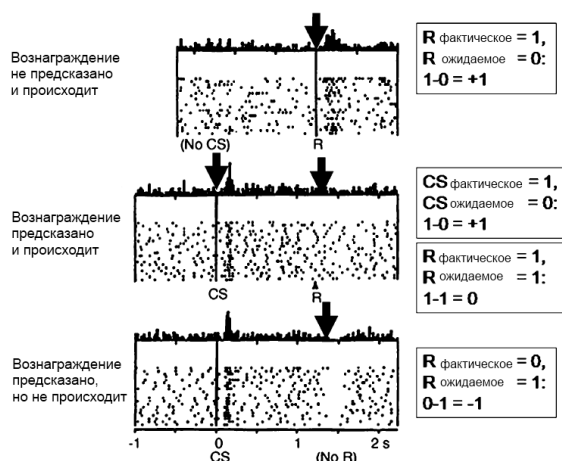 Вознаграждение
не предсказано
и происходит
(No CS)
R
R фактическое = 1,
R ожидаемое = 0:
1-0 = +1
Вознаграждение
предсказано
и происходит
CS
R
CS фактическое = 1,
CS ожидаемое = 0:
1-0 = +1
R фактическое = 1,
R ожидаемое = 1:
1-1 = 0
Вознаграждение
предсказано,
но не происходит
-1 0 1 2 s
CS (No R)
R фактическое = 0,
R ожидаемое = 1:
0-1 = -1